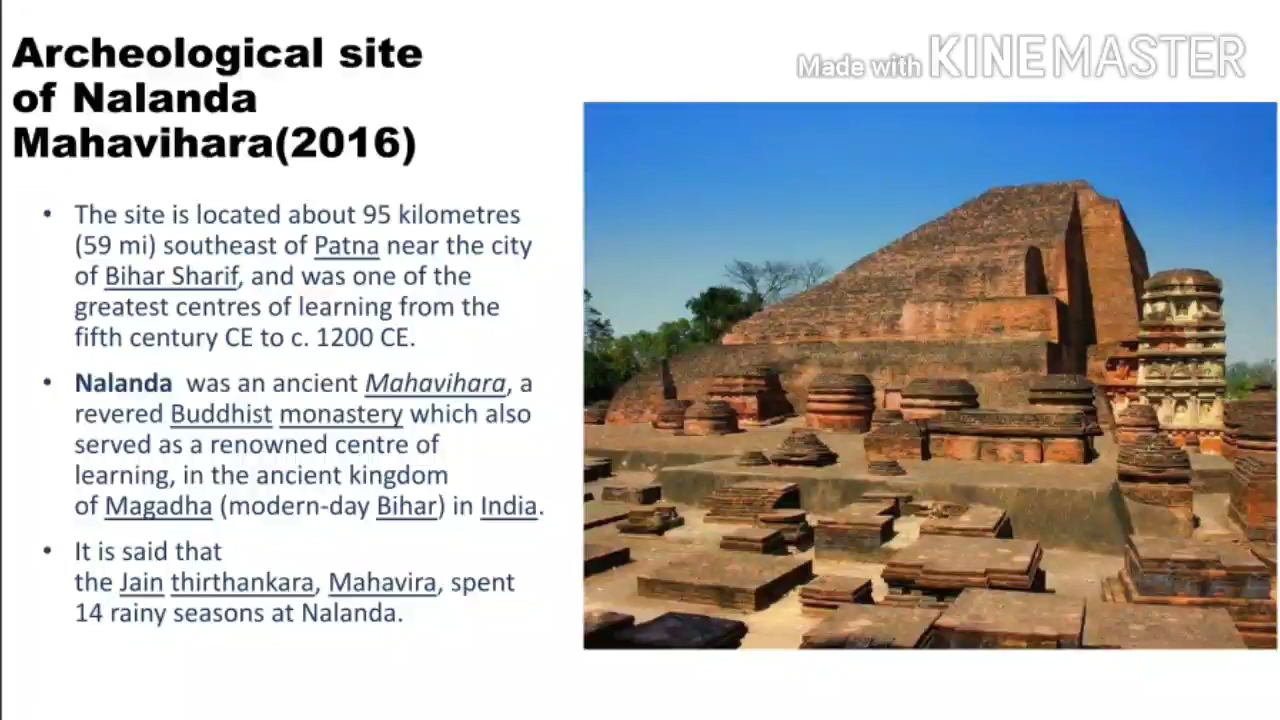 Archeological site
of Nalanda
Mahavihara(2016)
Made with KINEMASTER
• The site is located about 95 kilometres
(59 mi) southeast of Patna near the city
of Bihar Sharif, and was one of the
greatest centres of learning from the
fifth century CE to c. 1200 CE.
• Nalanda was an ancient Mahavihara, a
revered Buddhist monastery which also
served as a renowned centre of
learning, in the ancient kingdom
of Magadha (modern-day Bihar) in India.
• It is said that
the Jain thirthankara, Mahavira, spent
14 rainy seasons at Nalanda.